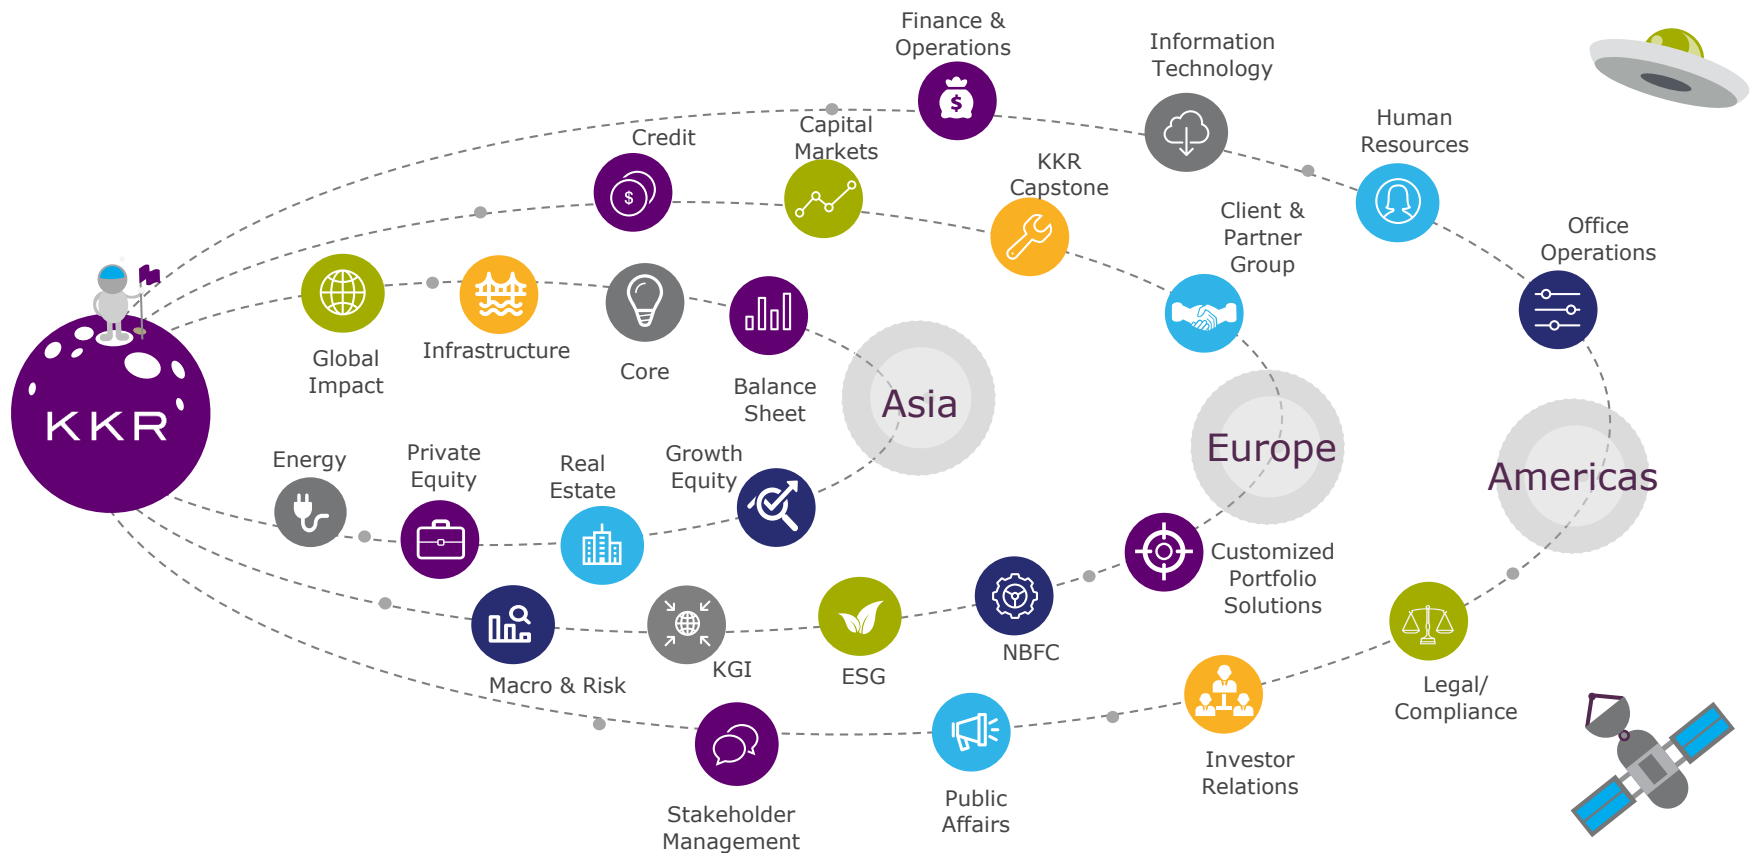 Finance &
Operations
Information
Technology
Human
Resources
Credit
Capital
Markets
KKR
Capstone
Client &
Partner
Group
Office
Operations
Global
Impact
Infrastructure
Core
Balance
Sheet
Asia
Europe
Americas
KKR
Energy
Private
Equity
Real
Estate
Growth
Equity
Customized
Portfolio
Solutions
Macro & Risk
KGI
ESG
NBFC
Legal/
Compliance
Stakeholder
Management
Public
Affairs
Investor
Relations
$
$